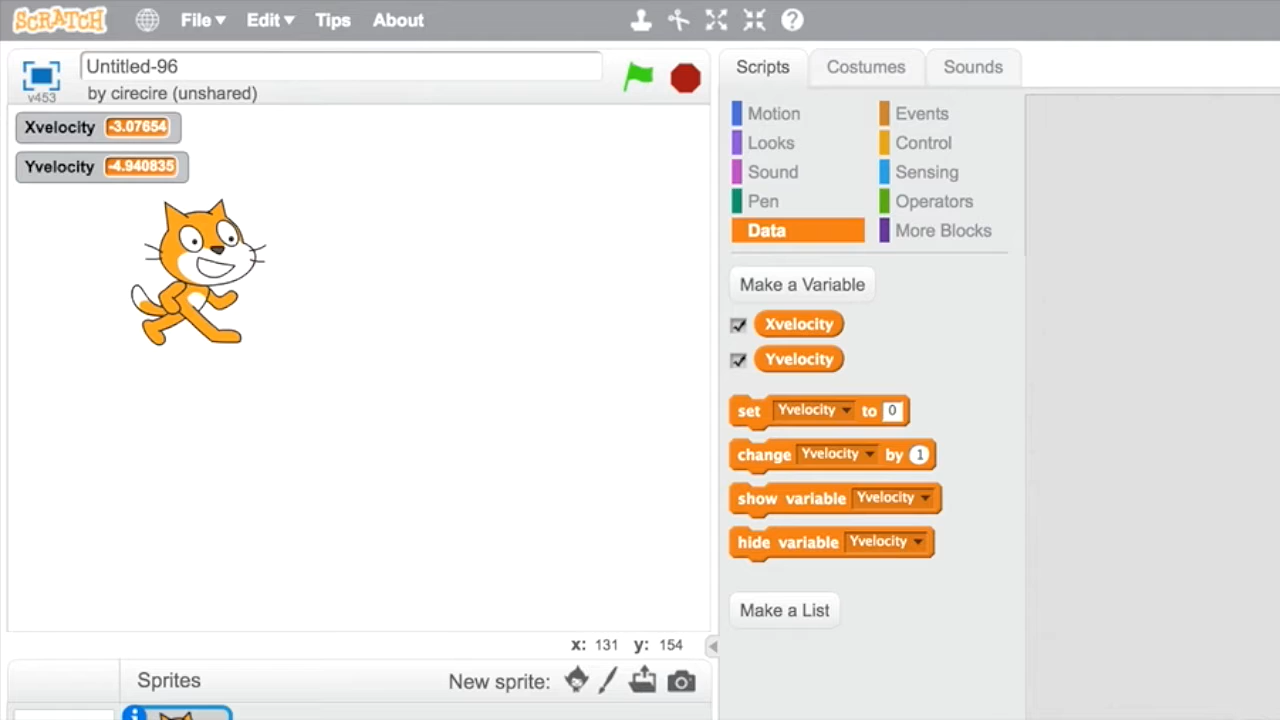 SCRATCH File▼ Edit▼ Tips About ?
Untitled-96
by cirecire (unshared)
v453
Xvelocity -3.07654
Yvelocity -4.940835
x: 131 y: 154
Sprites New sprite:
i
Scripts Costumes Sounds
Motion Events
Looks Control
Sound Sensing
Pen Operators
Data More Blocks
Make a Variable
Xvelocity
Yvelocity
set Yvelocity to 0
change Yvelocity by 1
show variable Yvelocity
hide variable Yvelocity
Make a List